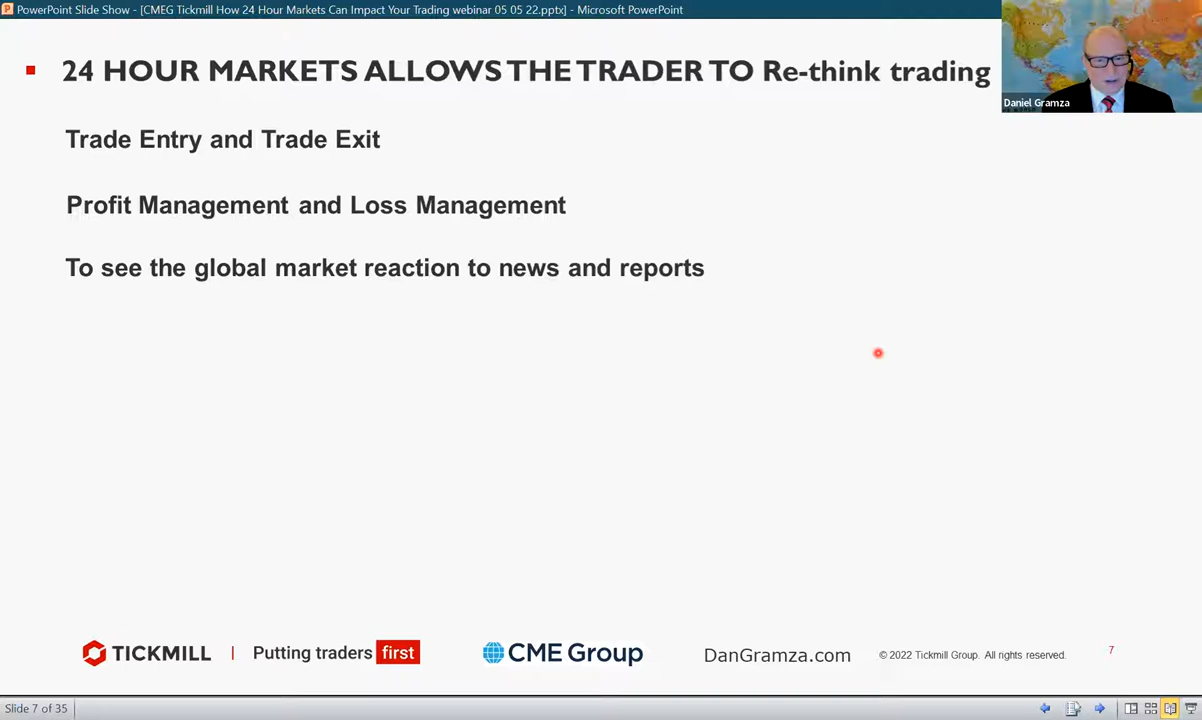 PowerPoint Slide Show - [CMEG Tickmill How 24 Hour Markets Can Impact Your Trading webinar 05 05 22.pptx] - Microsoft PowerPoint
24 HOUR MARKETS ALLOWS THE TRADER TO Re-think trading
Daniel Gramza
Trade Entry and Trade Exit
Profit Management and Loss Management
To see the global market reaction to news and reports
TICKMILL | Putting traders first
CME Group
DanGramza.com
© 2022 Tickmill Group. All rights reserved.
7
Slide 7 of 35